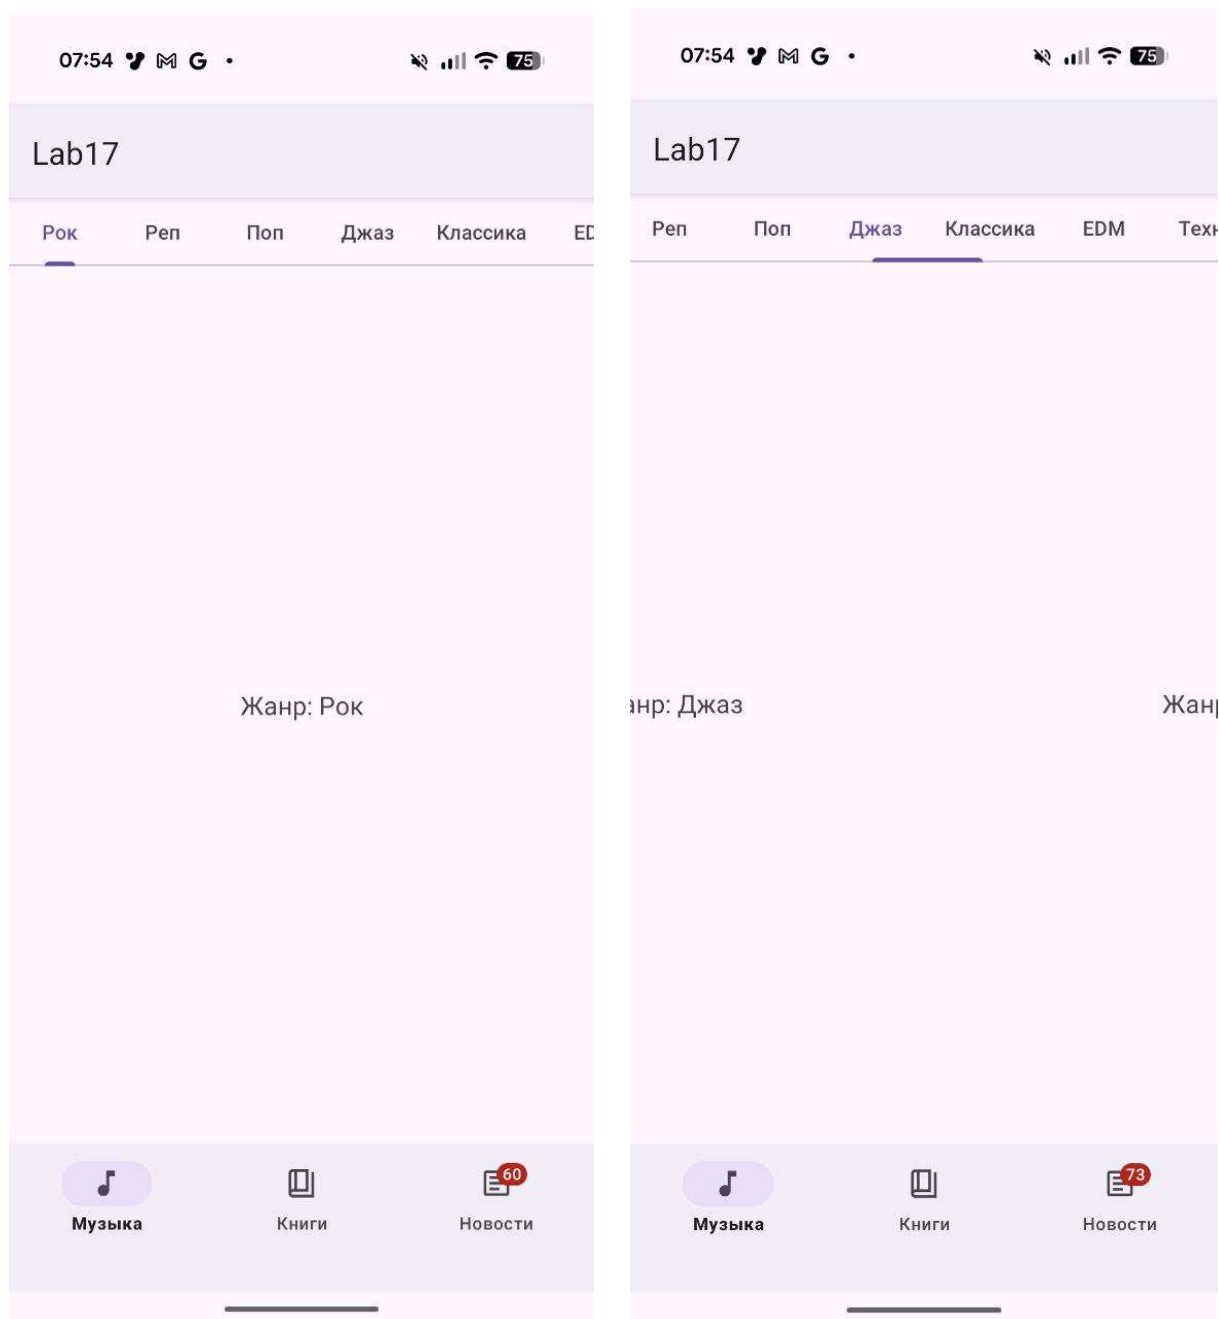 07:54 G 75
Lab17
Рок Реп Поп Джаз Классика
Жанр: Рок
60
Музыка Книги Новости
07:54 G 75
Lab17
Реп Поп Джаз Классика EDM
Джаз
73
Музыка Книги Новости